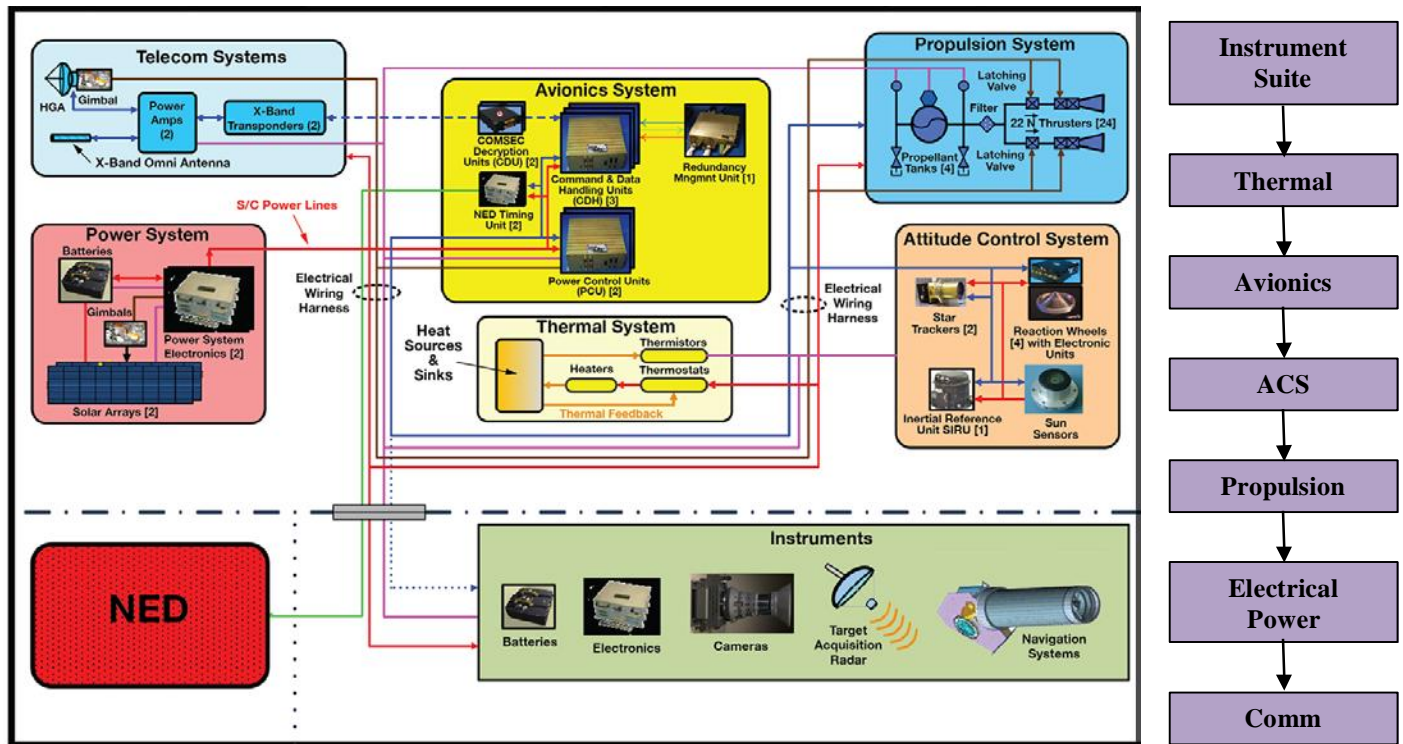 Telecom Systems
HGA
Gimbal
Power
Amps
(2)
X-Band
Transponders (2)
X-Band Omni Antenna
Avionics System
COMSEC
Decryption
Units (CDU) [2]
Command & Data
Handling Units
(CDH) [3]
Redundancy
Mngmnt Unit [1]
NED Timing
Unit [2]
Power Control Units
(PCU) [2]
Propulsion System
Latching
Valve
Filter
22 N Thrusters [24]
Propellant
Tanks [4]
Latching
Valve
S/C Power Lines
Power System
Batteries
Gimbals
Power System
Electronics [2]
Solar Arrays [2]
Electrical
Wiring
Harness
Thermal System
Heat
Sources
&
Sinks
Thermistors
Heaters
Thermostats
Thermal Feedback
Electrical
Wiring
Harness
Attitude Control System
Star
Trackers [2]
Reaction Wheels
[4] with Electronic
Units
Inertial Reference
Unit SIRU [1]
Sun
Sensors
NED
Instruments
Batteries
Electronics
Cameras
Target
Acquisition
Radar
Navigation
Systems
Instrument
Suite
Thermal
Avionics
ACS
Propulsion
Electrical
Power
Comm